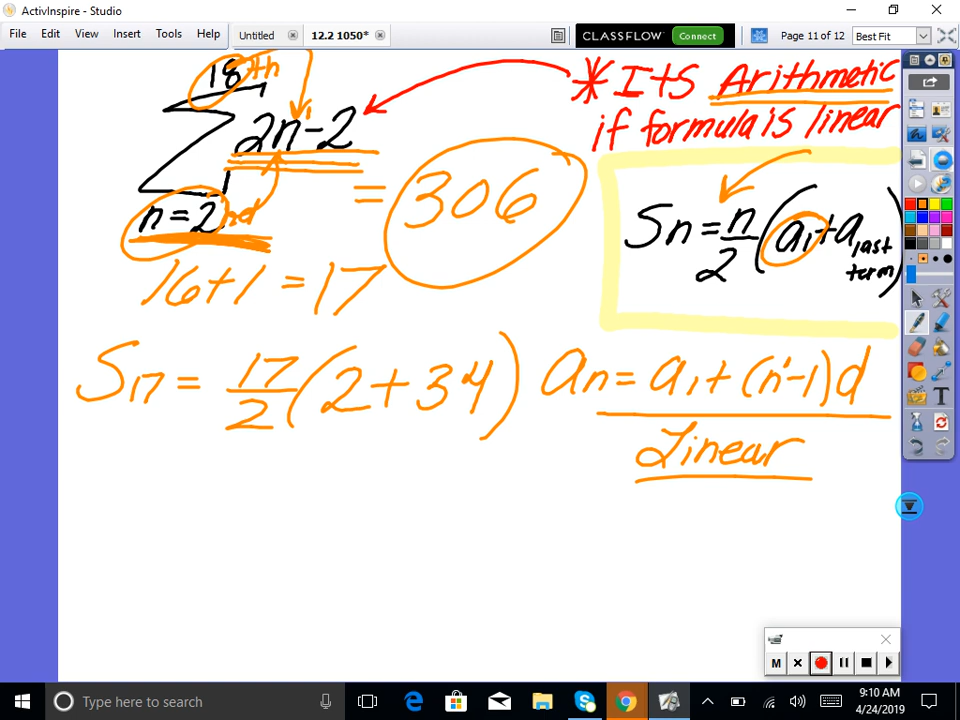 ActivInspire - Studio
File Edit View Insert Tools Help
Untitled
12.2 1050*
CLASSFLOW Connect
Page 11 of 12
Best Fit
18th
Σ 2n-2
n=2nd
= 306
* Its Arithmetic
if formula is linear
Sn = n/2 (a1 + a last term)
16+1 = 17
S17 = 17/2 (2+34)
an = a1 + (n'-1)d
Linear
M
Type here to search
9:10 AM
4/24/2019